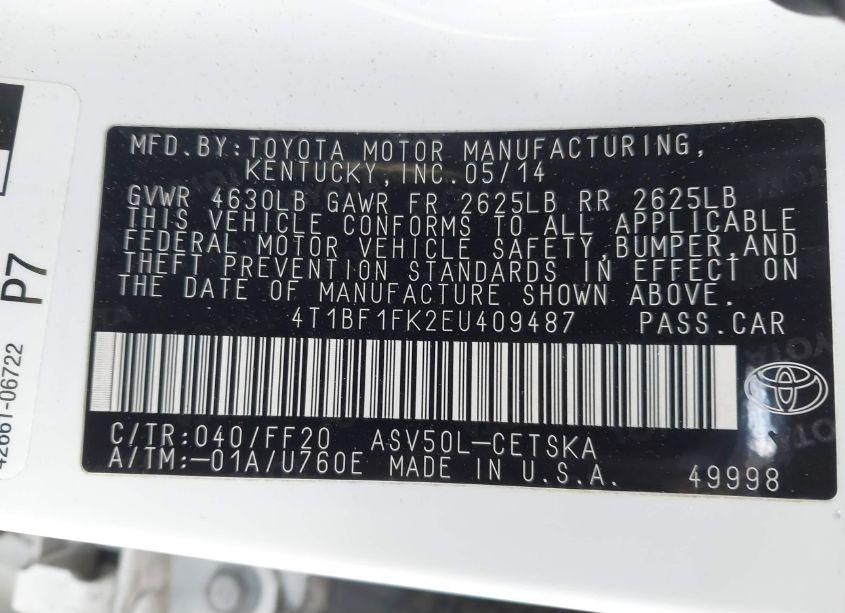 MFD.BY:TOYOTA MOTOR MANUFACTURING,
KENTUCKY, INC.05/14
GVWR 4630LB GAWR FR 2625LB RR 2625LB
THIS VEHICLE CONFORMS TO ALL APPLICABLE
FEDERAL MOTOR VEHICLE SAFETY,BUMPER,AND
THEFT PREVENTION STANDARDS IN EFFECT ON
THE DATE OF MANUFACTURE SHOWN ABOVE.
4T1BF1FK2EU409487 PASS.CAR
C/TR:040/FF20 ASV50L-CETSKA
A/TM:-01A/U760E MADE IN U.S.A. 49998
P7
42661-06722